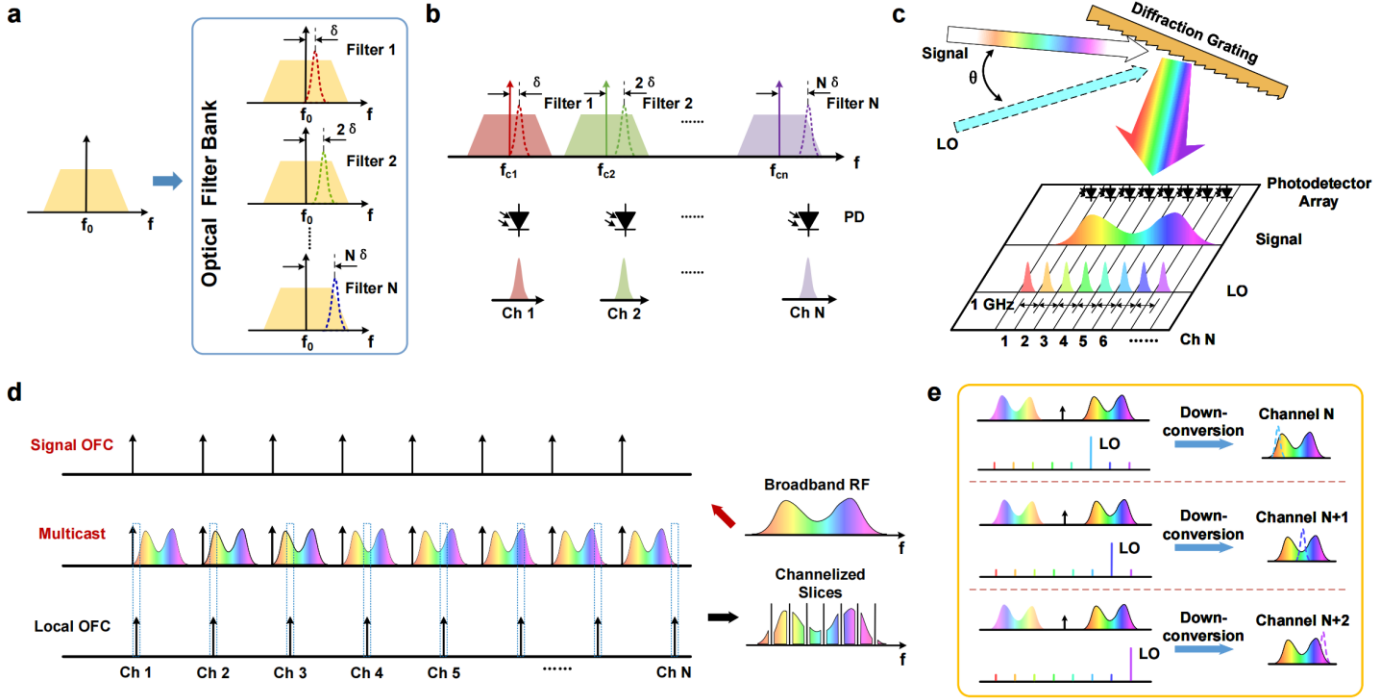 a
f₀
f
Optical Filter Bank
δ
Filter 1
f₀
f
2 δ
Filter 2
f₀
f
......
N δ
Filter N
f₀
f
b
δ
Filter 1
2 δ
Filter 2
......
N δ
Filter N
f
fc1
fc2
fcn
......
PD
......
Ch 1
Ch 2
Ch N
c
Diffraction Grating
Signal
θ
LO
Photodetector
Array
Signal
LO
1 GHz
1 2 3 4 5 6 ...... Ch N
d
Signal OFC
Multicast
Local OFC
Ch 1 Ch 2 Ch 3 Ch 4 Ch 5 ...... Ch N
Broadband RF
f
Channelized
Slices
f
e
Down-
conversion
Channel N
LO
Down-
conversion
Channel N+1
LO
Down-
conversion
Channel N+2
LO